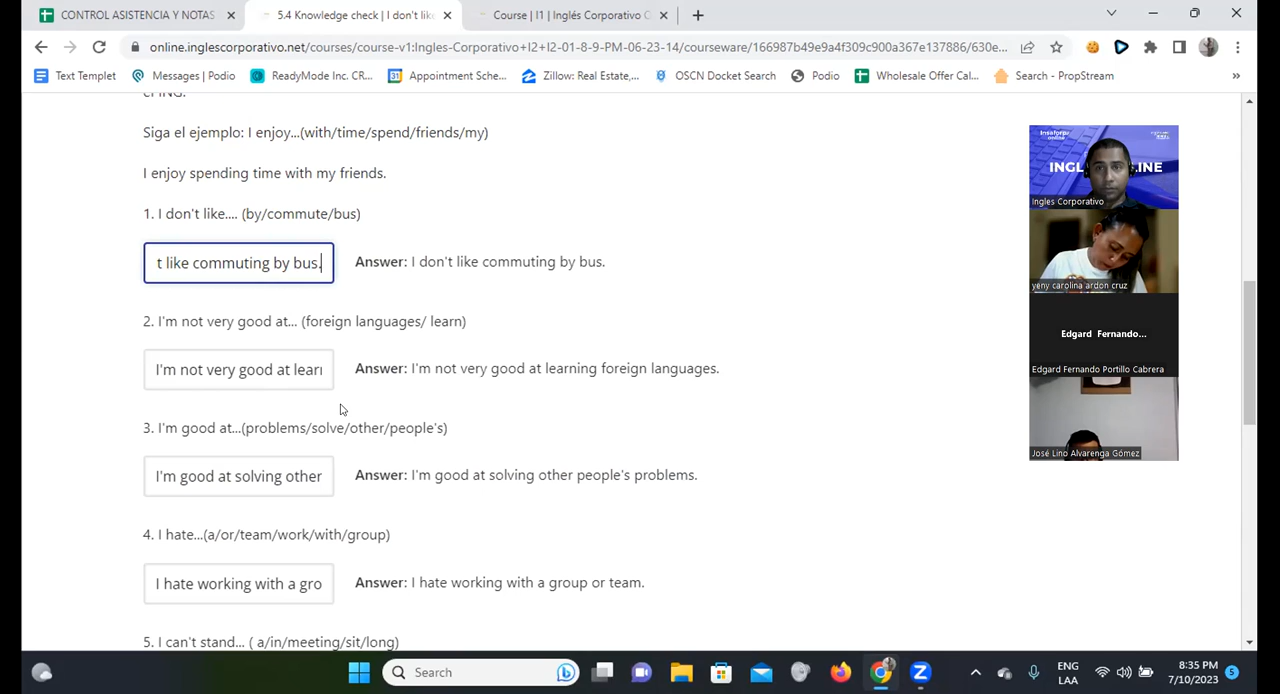 CONTROL ASISTENCIA Y NOTAS
5.4 Knowledge check | I don't like
Course | I1 | Inglés Corporativo
online.inglescorporativo.net/courses/course-v1:Ingles-Corporativo+I2+I2-01-8-9-PM-06-23-14/courseware/166987b49e9a4f309c900a367e137886/630e...
Text Templet
Messages | Podio
ReadyMode Inc. CR...
Appointment Sche...
Zillow: Real Estate,...
OSCN Docket Search
Podio
Wholesale Offer Cal...
Search - PropStream
»
Siga el ejemplo: I enjoy...(with/time/spend/friends/my)
I enjoy spending time with my friends.
1. I don't like.... (by/commute/bus)
t like commuting by bus.
Answer: I don't like commuting by bus.
2. I'm not very good at... (foreign languages/ learn)
I'm not very good at learn
Answer: I'm not very good at learning foreign languages.
3. I'm good at...(problems/solve/other/people's)
I'm good at solving other
Answer: I'm good at solving other people's problems.
4. I hate...(a/or/team/work/with/group)
I hate working with a gro
Answer: I hate working with a group or team.
5. I can't stand... ( a/in/meeting/sit/long)
Ingles Corporativo
yeny carolina ardon cruz
Edgard Fernando...
Edgard Fernando Portillo Cabrera
José Lino Alvarenga Gómez
Search
ENG
LAA
8:35 PM
7/10/2023
5